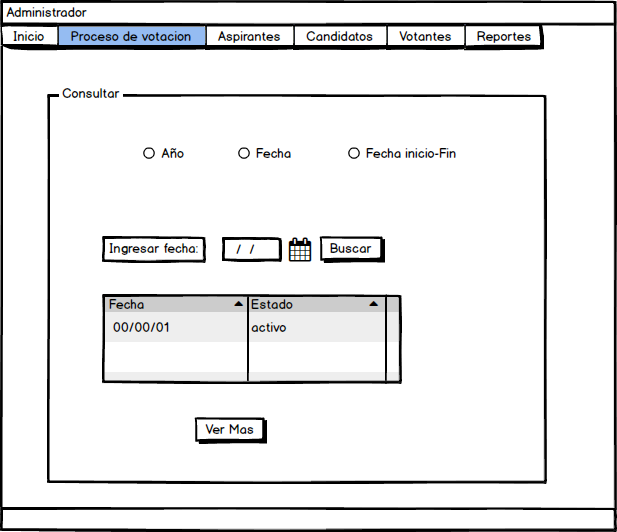 Administrador
Inicio Proceso de votacion Aspirantes Candidatos Votantes Reportes
Consultar
Año Fecha Fecha inicio-Fin
Ingresar fecha: / / Buscar
Fecha Estado
00/00/01 activo
Ver Mas